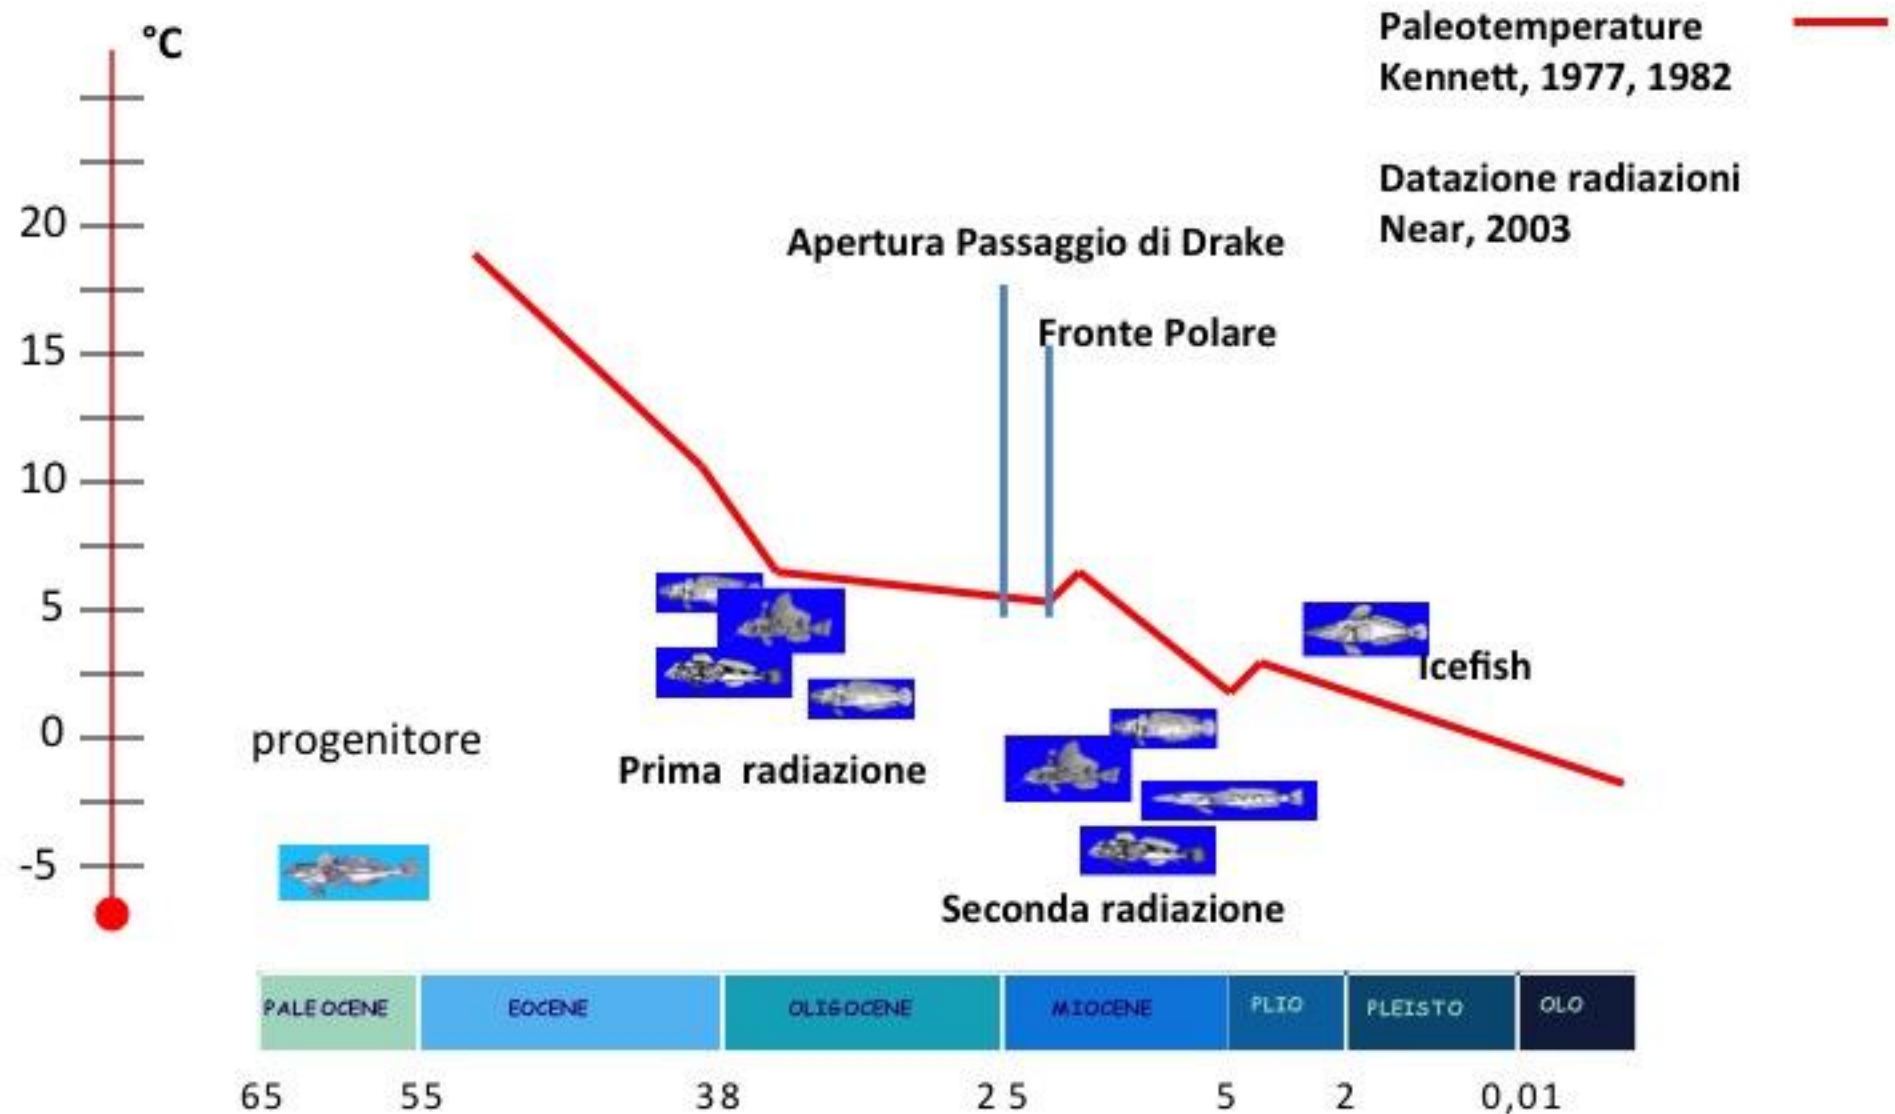 °C
Paleotemperature
Kennett, 1977, 1982
Datazione radiazioni
Near, 2003
20
Apertura Passaggio di Drake
15
Fronte Polare
10
5
Icefish
0
progenitore
Prima radiazione
-5
Seconda radiazione
PALEOCENE EOCENE OLIGOCENE MIOCENE PLIO PLEISTO OLO
65 55 38 25 5 2 0,01